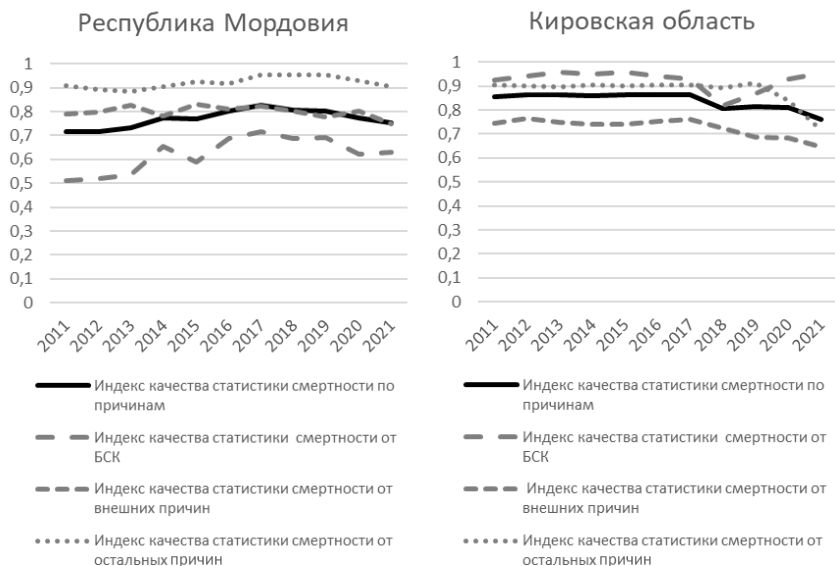 Республика Мордовия
1
0,9
0,8
0,7
0,6
0,5
0,4
0,3
0,2
0,1
0
2011
2012
2013
2014
2015
2016
2017
2018
2019
2020
2021
Индекс качества статистики смертности по
причинам
Индекс качества статистики смертности от
БСК
Индекс качества статистики смертности от
внешних причин
Индекс качества статистики смертности от
остальных причин
Кировская область
1
0,9
0,8
0,7
0,6
0,5
0,4
0,3
0,2
0,1
0
2011
2012
2013
2014
2015
2016
2017
2018
2019
2020
2021
Индекс качества статистики смертности по
причинам
Индекс качества статистики смертности от
БСК
Индекс качества статистики смертности от
внешних причин
Индекс качества статистики смертности от
остальных причин